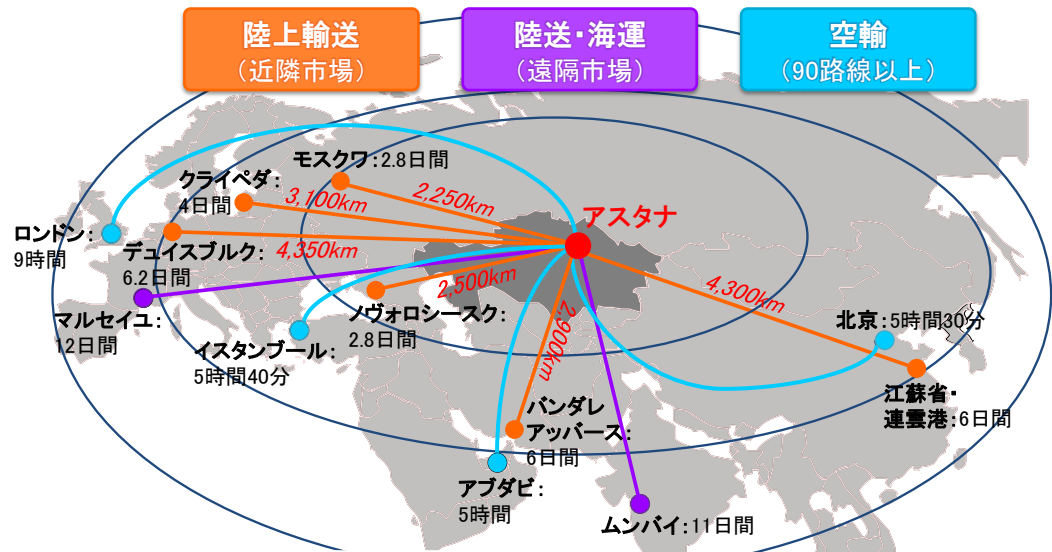 陸上輸送
（近隣市場）
陸送・海運
（遠隔市場）
空輸
（90路線以上）
モスクワ：2.8日間
クライペダ：
4日間
3,100km
2,250km
アスタナ
ロンドン：
9時間
デュイスブルク：
6.2日間
4,350km
2,500km
4,300km
マルセイユ：
12日間
イスタンブール：
5時間40分
ノヴォロシースク：
2.8日間
2,900km
北京：5時間30分
バンダレ
アッバース：
6日間
江蘇省・
連雲港：6日間
アブダビ：
5時間
ムンバイ：11日間